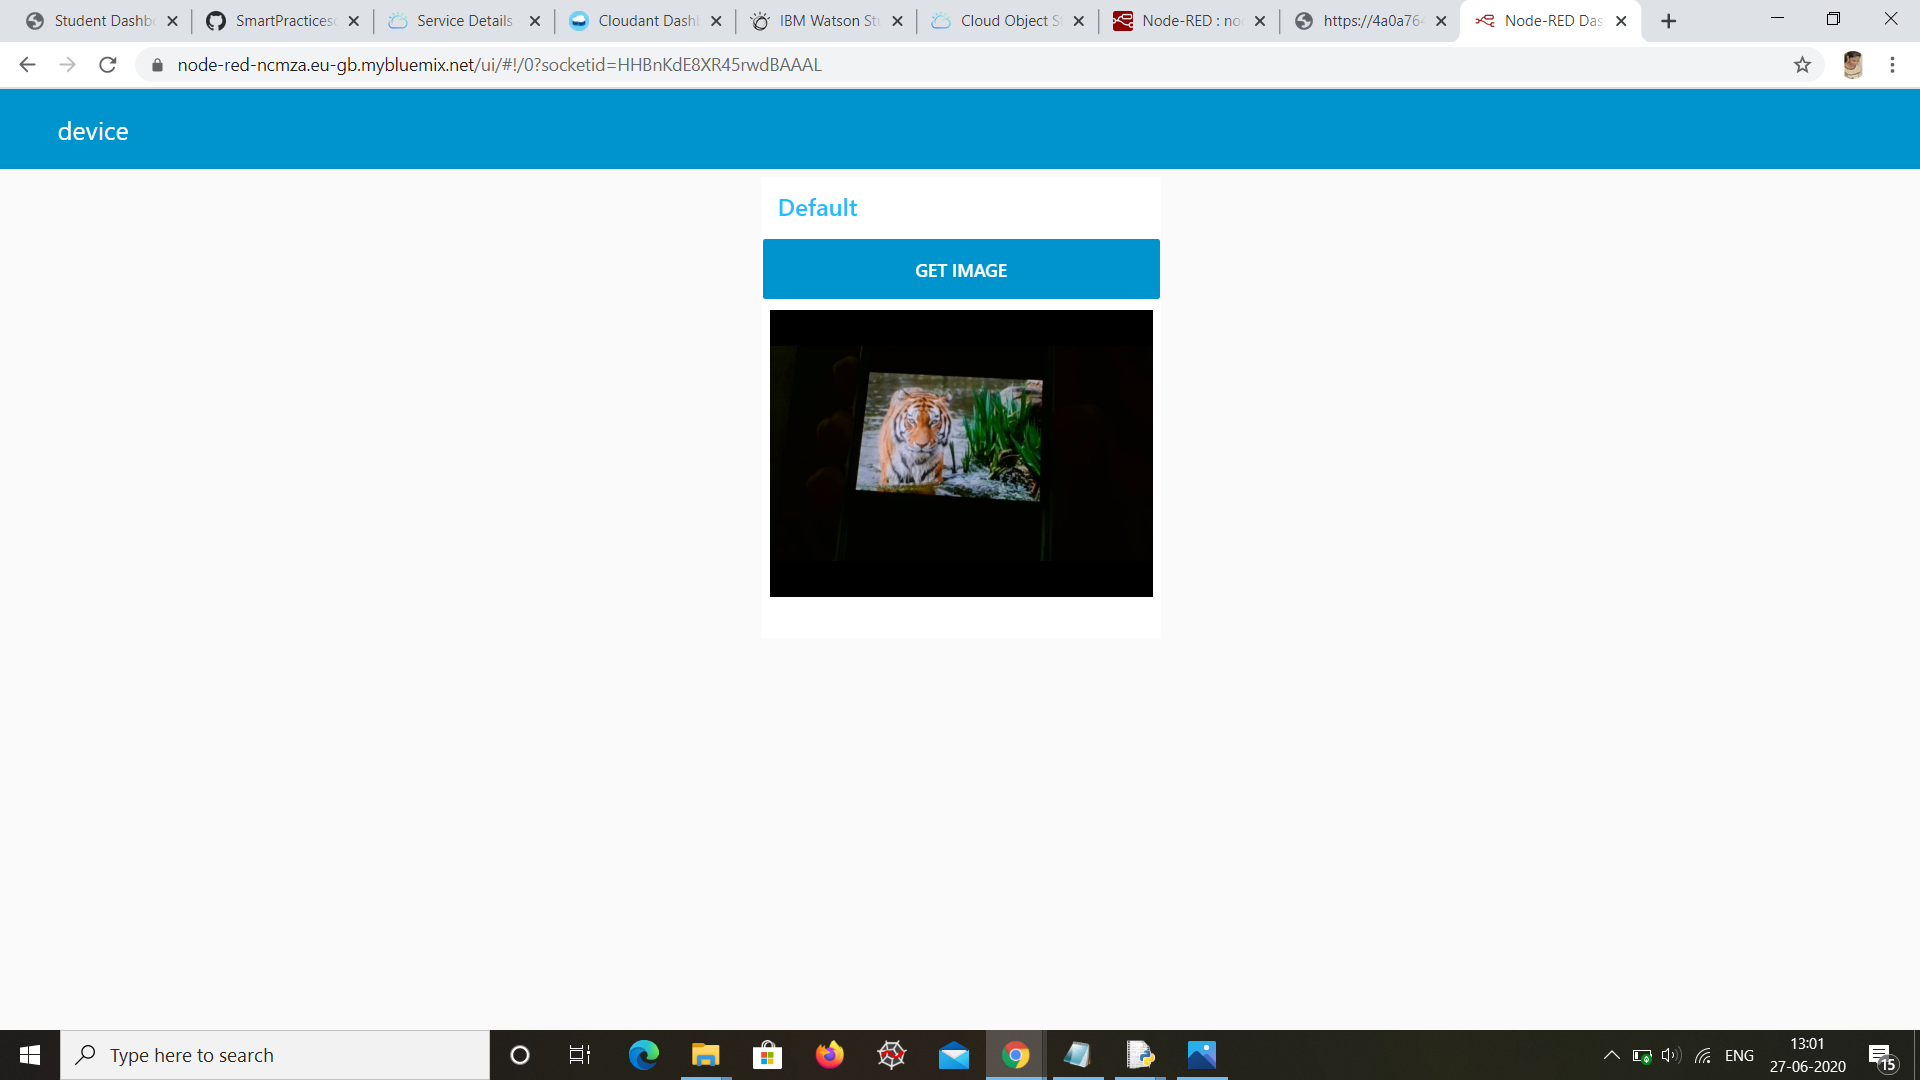 Student Dashb
SmartPractices
Service Details
Cloudant Dash
IBM Watson St
Cloud Object S
Node-RED : no
https://4a0a764
Node-RED Das
node-red-ncmza.eu-gb.mybluemix.net/ui/#!/0?socketid=HHBnKdE8XR45rwdBAAAL
device
Default
GET IMAGE
Type here to search
ENG
13:01
27-06-2020
15